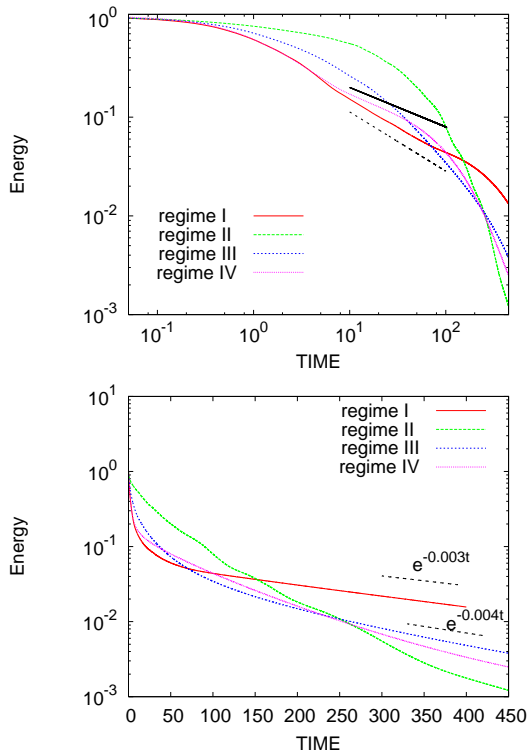 10^0
10^-1
10^-2
10^-3
Energy
regime I
regime II
regime III
regime IV
10^-1 10^0 10^1 10^2
TIME
10^1
10^0
10^-1
10^-2
10^-3
Energy
regime I
regime II
regime III
regime IV
e^-0.003t
e^-0.004t
0 50 100 150 200 250 300 350 400 450
TIME